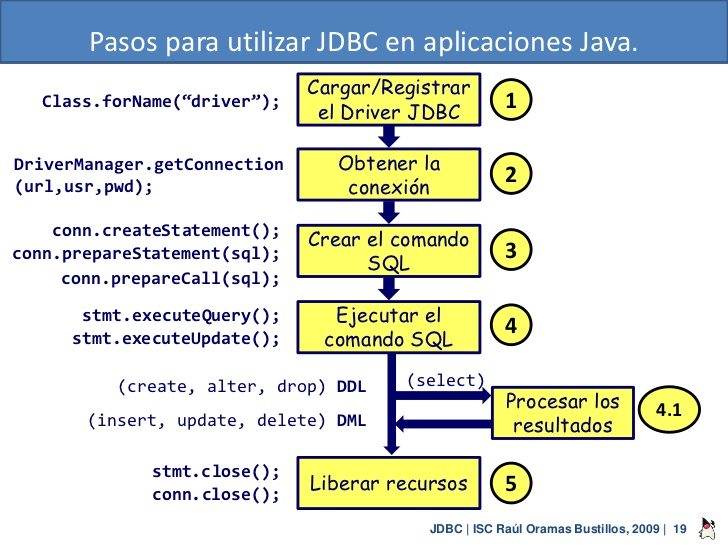 Pasos para utilizar JDBC en aplicaciones Java.
Class.forName(“driver”);
Cargar/Registrar
el Driver JDBC
1
DriverManager.getConnection
(url,usr,pwd);
Obtener la
conexión
2
conn.createStatement();
conn.prepareStatement(sql);
conn.prepareCall(sql);
Crear el comando
SQL
3
stmt.executeQuery();
stmt.executeUpdate();
Ejecutar el
comando SQL
4
(create, alter, drop) DDL
(select)
(insert, update, delete) DML
Procesar los
resultados
4.1
stmt.close();
conn.close();
Liberar recursos
5
JDBC | ISC Raúl Oramas Bustillos, 2009 | 19